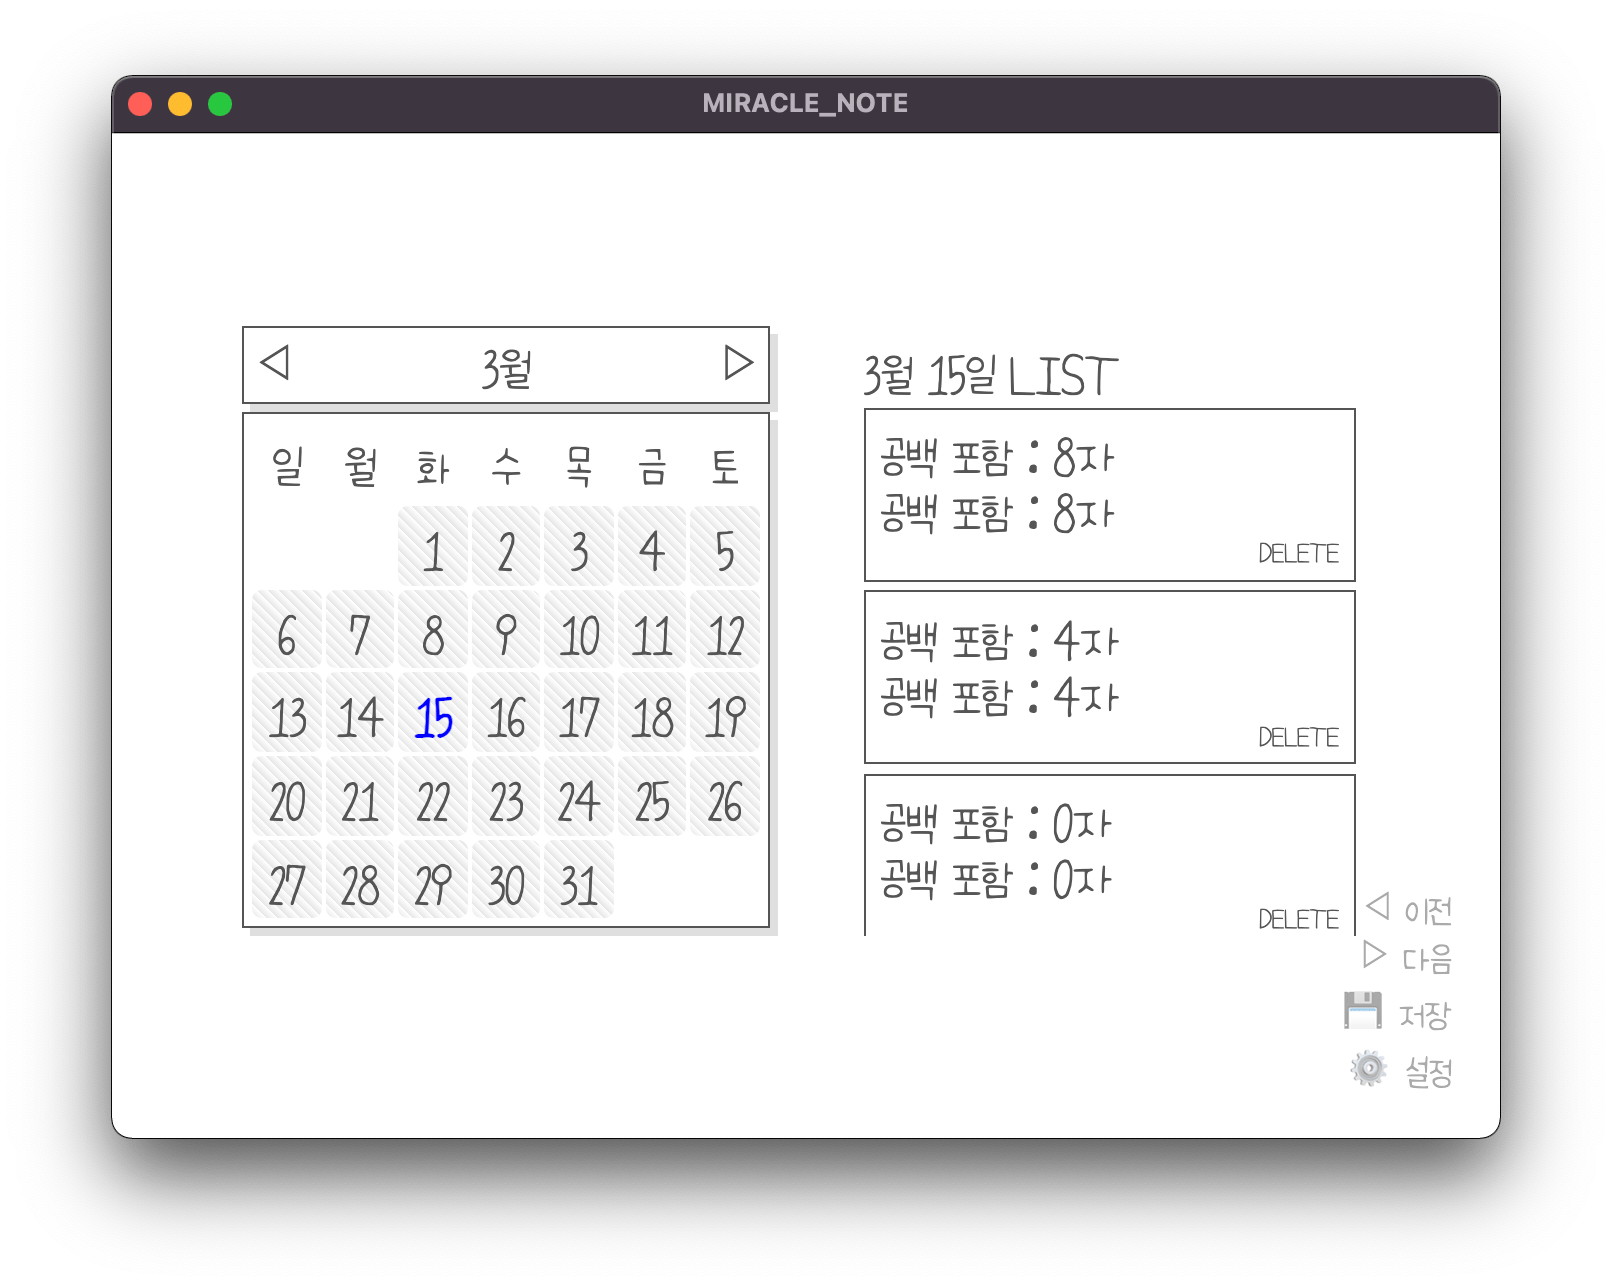 MIRACLE_NOTE
3월
일 월 화 수 목 금 토
1 2 3 4 5
6 7 8 9 10 11 12
13 14 15 16 17 18 19
20 21 22 23 24 25 26
27 28 29 30 31
3월 15일 LIST
공백 포함 : 8자
공백 포함 : 8자
DELETE
공백 포함 : 4자
공백 포함 : 4자
DELETE
공백 포함 : 0자
공백 포함 : 0자
DELETE
이전
다음
저장
설정